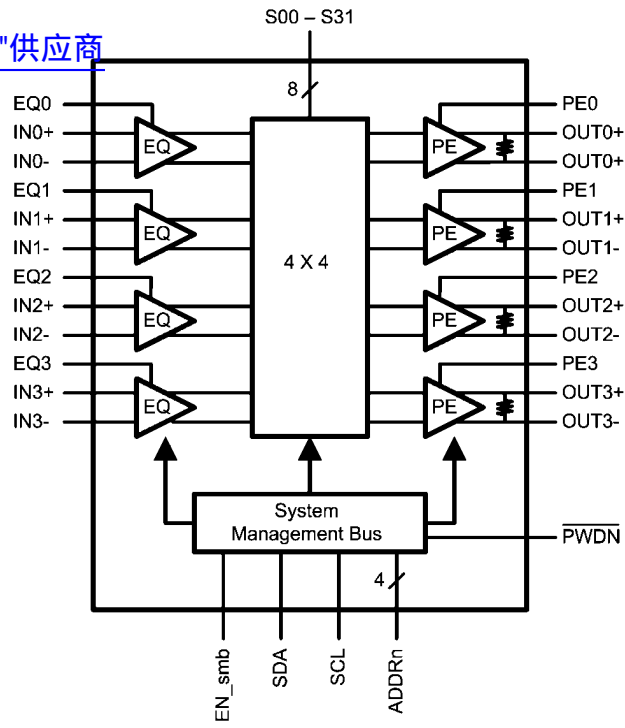 S00 – S31
"供应商
8
EQ0
IN0+
IN0-
EQ
PE
PE0
OUT0+
OUT0+
EQ1
IN1+
IN1-
EQ
PE
PE1
OUT1+
OUT1-
4 X 4
EQ2
IN2+
IN2-
EQ
PE
PE2
OUT2+
OUT2-
EQ3
IN3+
IN3-
EQ
PE
PE3
OUT3+
OUT3-
System
Management Bus
PWDN
4
EN_smb
SDA
SCL
ADDRn